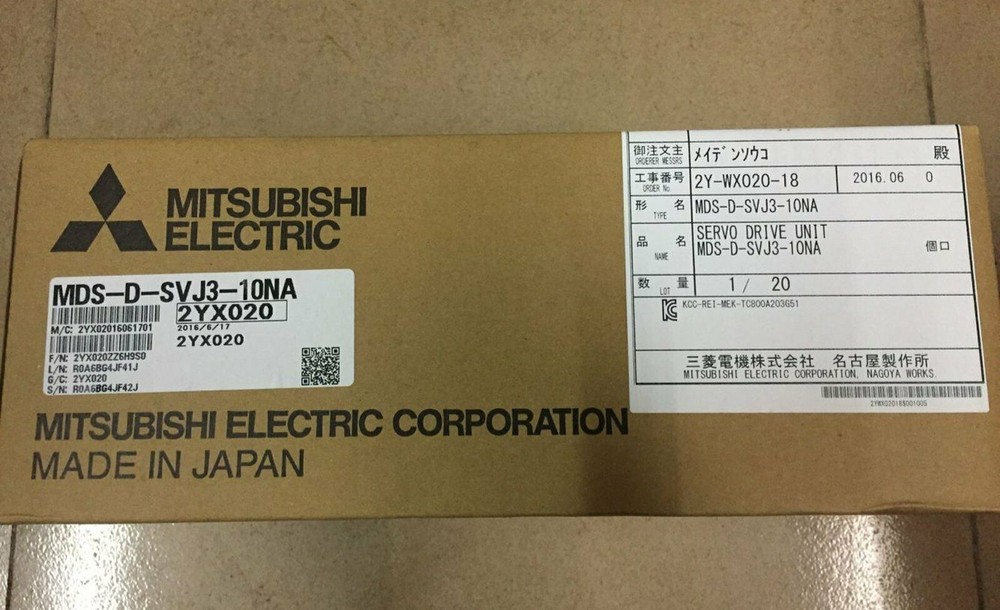 MITSUBISHI
ELECTRIC
MDS-D-SVJ3-10NA
2YX020
M/C: 2YX02016061701
2016/6/17
2YX020
F/N: 2YX020ZZ6H9S0
L/N: R0A6BG4JF41J
G/C: 2YX020
S/N: R0A6BG4JF42J
MITSUBISHI ELECTRIC CORPORATION
MADE IN JAPAN
御注文主 メイデンソウコ 殿
ORDERER MESSRS
工事番号 2Y-WX020-18 2016.06 0
ORDER No.
形 名 MDS-D-SVJ3-10NA
TYPE
SERVO DRIVE UNIT
品 名 MDS-D-SVJ3-10NA 個口
NAME
数 量 1/ 20
LOT
KCC-REI-MEK-TC800A203G51
三菱電機株式会社 名古屋製作所
MITSUBISHI ELECTRIC CORPORATION, NAGOYA WORKS.